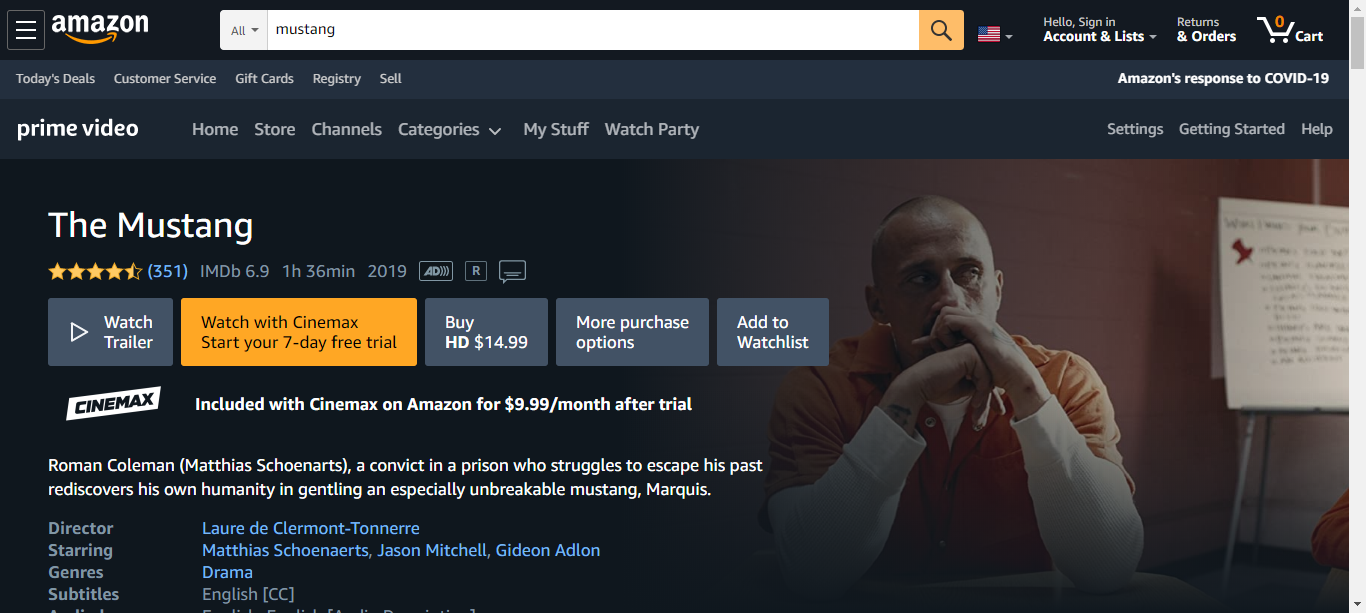 amazon
All
mustang
Hello, Sign in
Account & Lists
Returns
& Orders
0
Cart
Today's Deals Customer Service Gift Cards Registry Sell
Amazon's response to COVID-19
prime video
Home Store Channels Categories My Stuff Watch Party
Settings Getting Started Help
The Mustang
(351) IMDb 6.9 1h 36min 2019 AD))) R
Watch
Trailer
Watch with Cinemax
Start your 7-day free trial
Buy
HD $14.99
More purchase
options
Add to
Watchlist
CINEMAX
Included with Cinemax on Amazon for $9.99/month after trial
Roman Coleman (Matthias Schoenarts), a convict in a prison who struggles to escape his past
rediscovers his own humanity in gentling an especially unbreakable mustang, Marquis.
Director Laure de Clermont-Tonnerre
Starring Matthias Schoenaerts, Jason Mitchell, Gideon Adlon
Genres Drama
Subtitles English [CC]